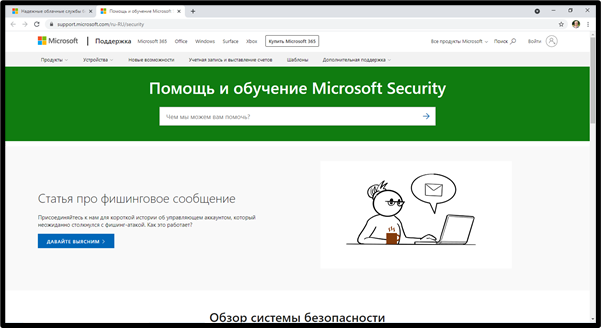 Надежные облачные службы
Помощь и обучение Microsoft
support.microsoft.com/ru-RU/security
Microsoft
Поддержка
Microsoft 365
Office
Windows
Surface
Xbox
Купить Microsoft 365
Все продукты Microsoft
Поиск
Войти
Продукты
Устройства
Новые возможности
Учетная запись и выставление счетов
Шаблоны
Дополнительная поддержка
Помощь и обучение Microsoft Security
Чем мы можем вам помочь?
Статья про фишинговое сообщение
Присоединяйтесь к нам для короткой истории об управляющем аккаунтом, который
неожиданно столкнулся с фишинг-атакой. Как это работает?
ДАВАЙТЕ ВЫЯСНИМ
Обзор системы безопасности